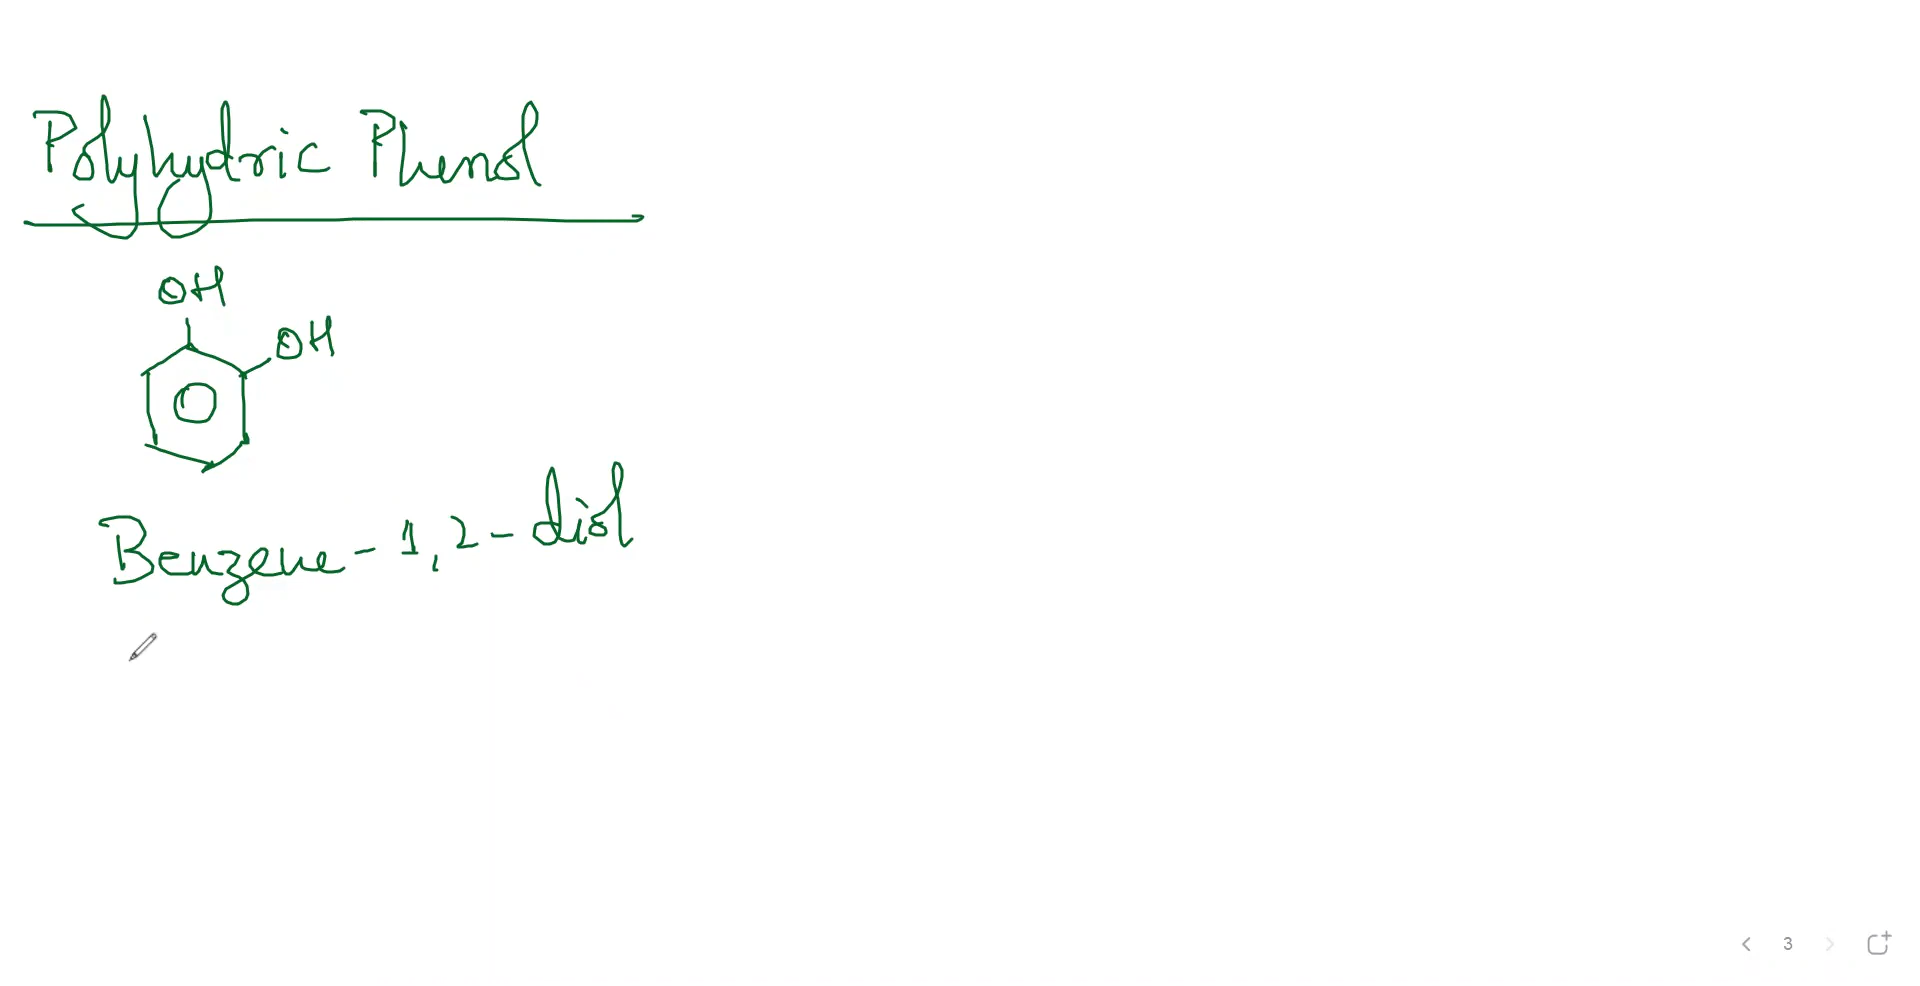 Polyhydric Phenol
OH
OH
Benzene - 1, 2 - diol
3